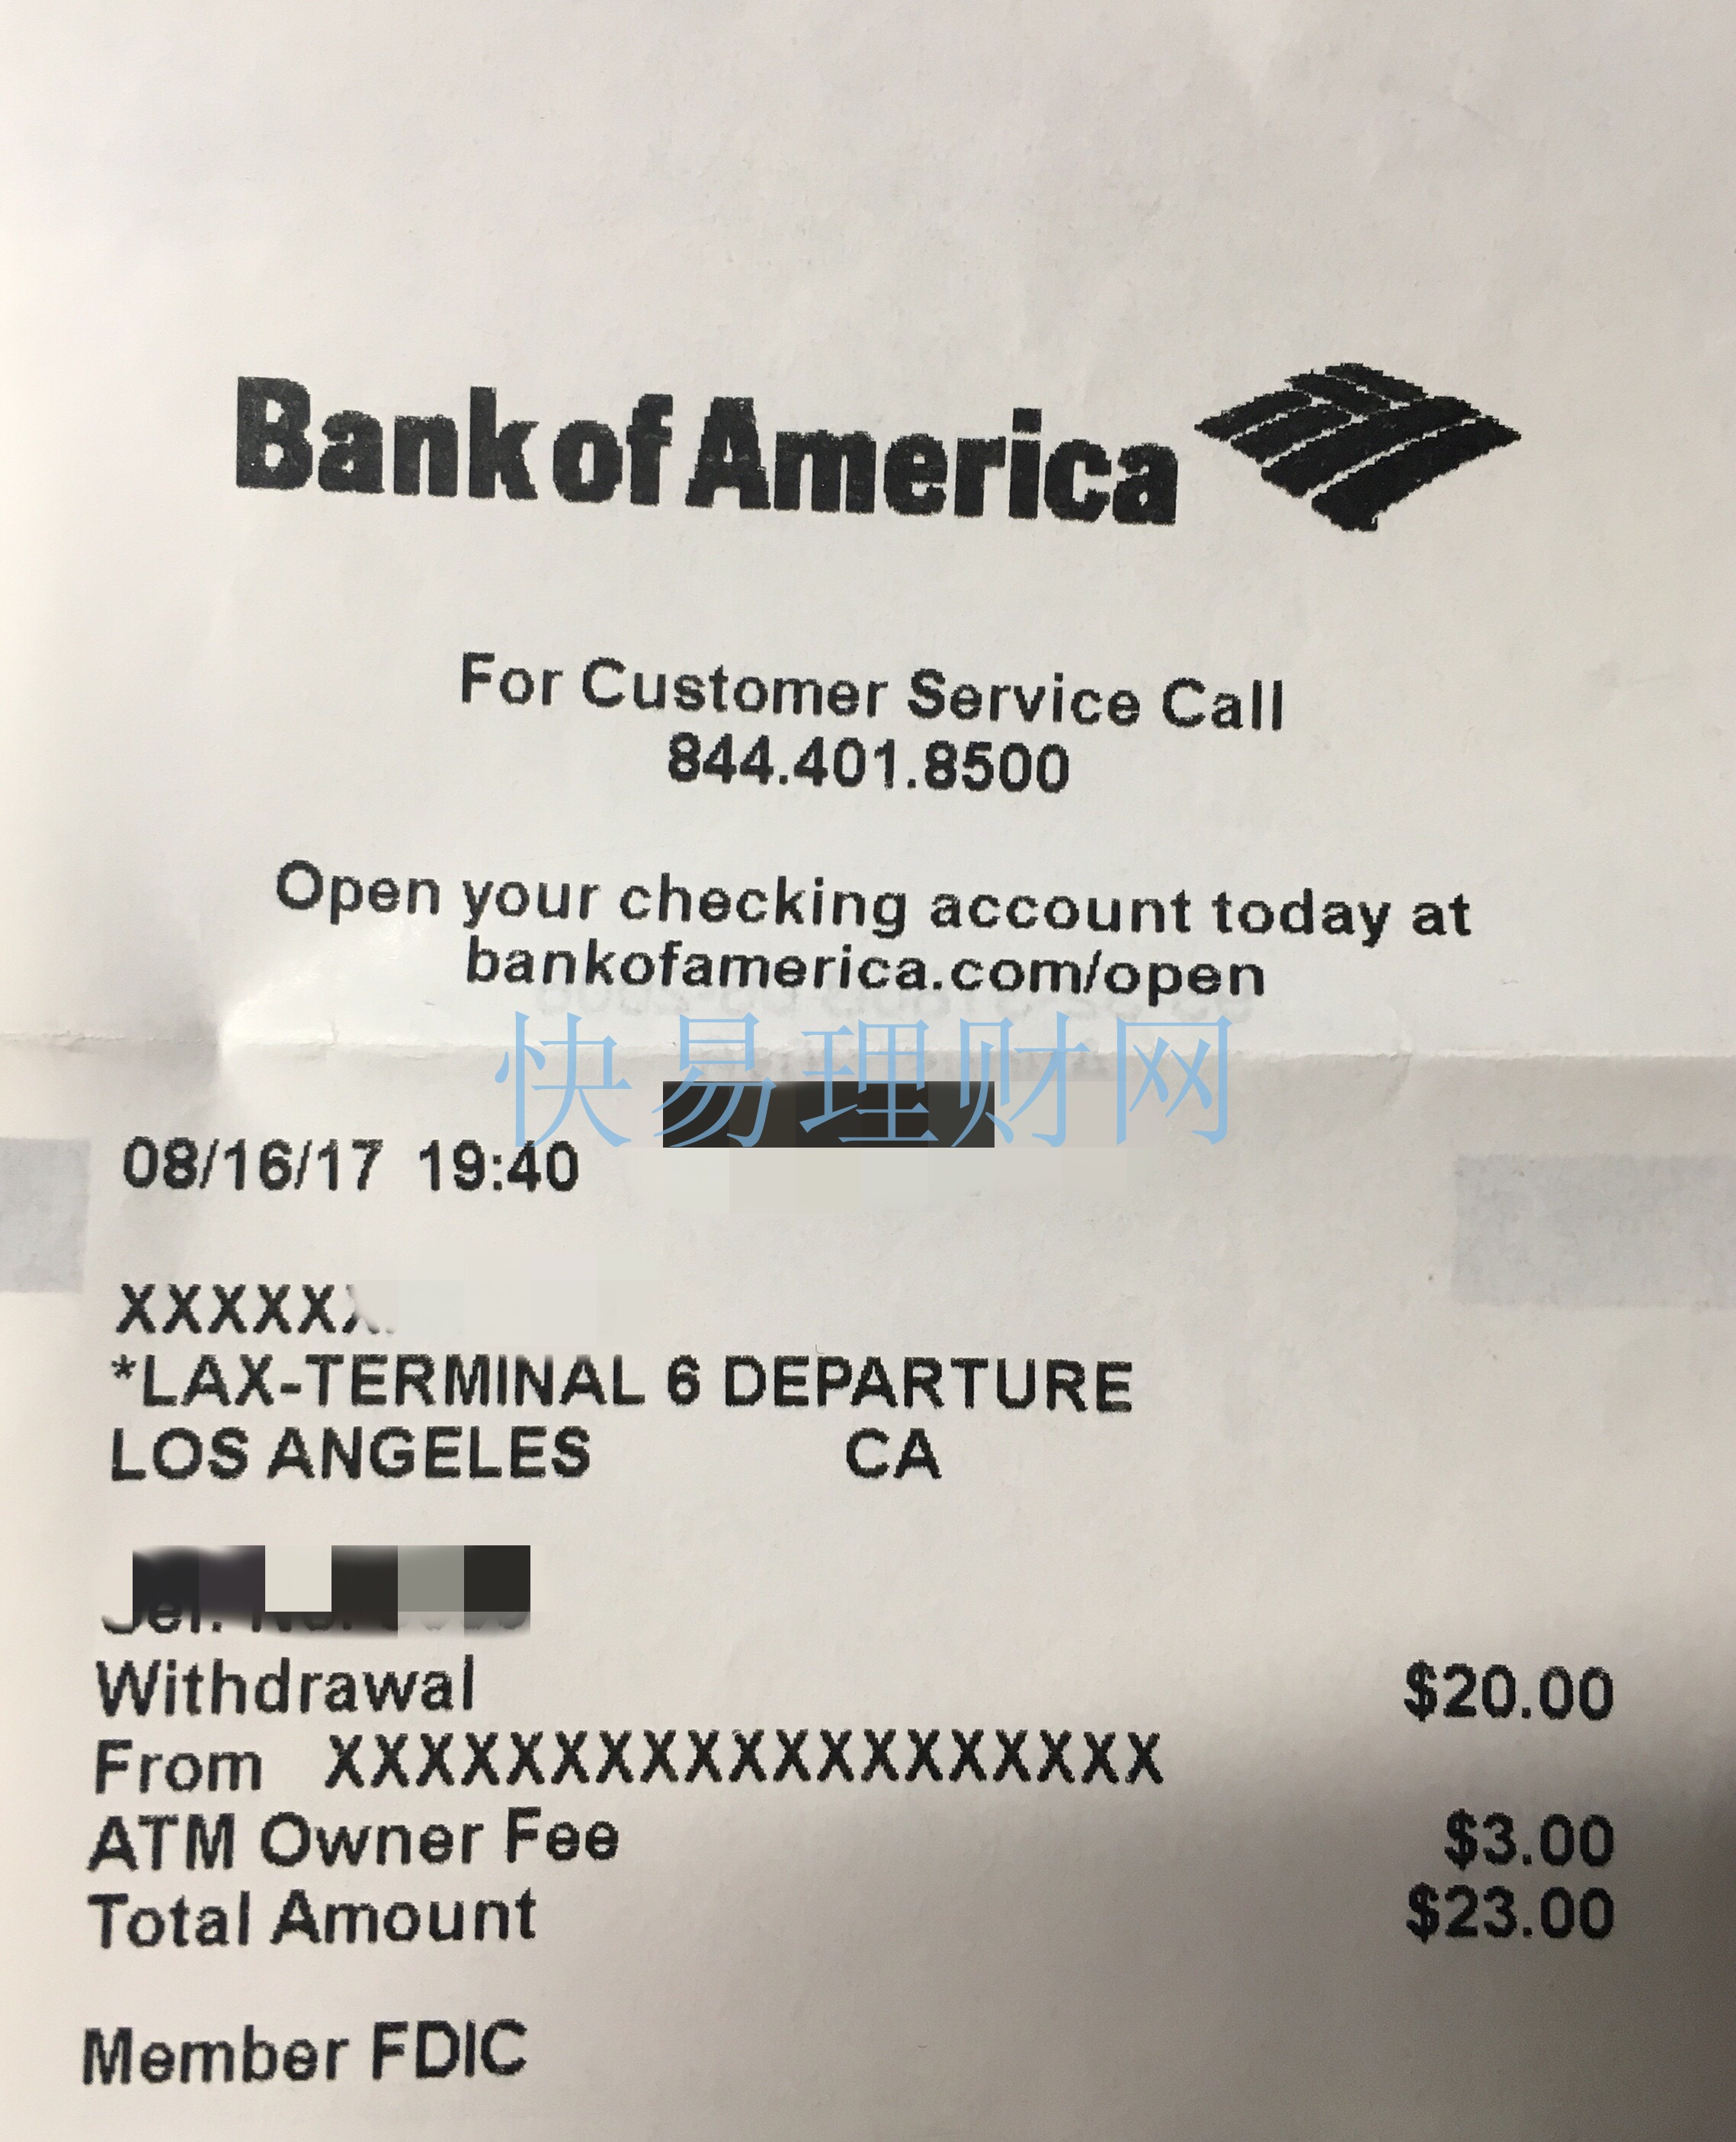 Bank of America
For Customer Service Call
844.401.8500
Open your checking account today at
bankofamerica.com/open
快易理财网
08/16/17 19:40
XXXXX
*LAX-TERMINAL 6 DEPARTURE
LOS ANGELES CA
Withdrawal $20.00
From XXXXXXXXXXXXXXXXXXX
ATM Owner Fee $3.00
Total Amount $23.00
Member FDIC